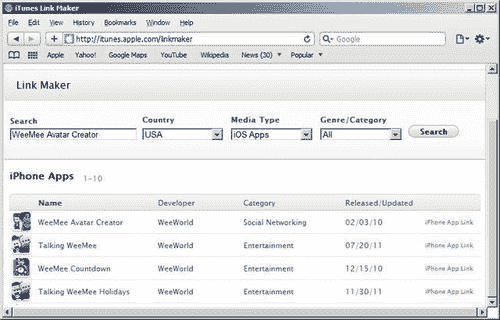 iTunes Link Maker
File Edit View History Bookmarks Window Help
http://itunes.apple.com/linkmaker
Google
Apple Yahoo! Google Maps YouTube Wikipedia News (30) Popular
Link Maker
Search Country Media Type Genre/Category
WeeMee Avatar Creator USA iOS Apps All Search
iPhone Apps 1-10
Name Developer Category Released/Updated
WeeMee Avatar Creator WeeWorld Social Networking 02/03/10 iPhone App Link
Talking WeeMee WeeWorld Entertainment 07/20/11 iPhone App Link
WeeMee Countdown WeeWorld Entertainment 12/15/10 iPhone App Link
Talking WeeMee Holidays WeeWorld Entertainment 11/30/11 iPhone App Link